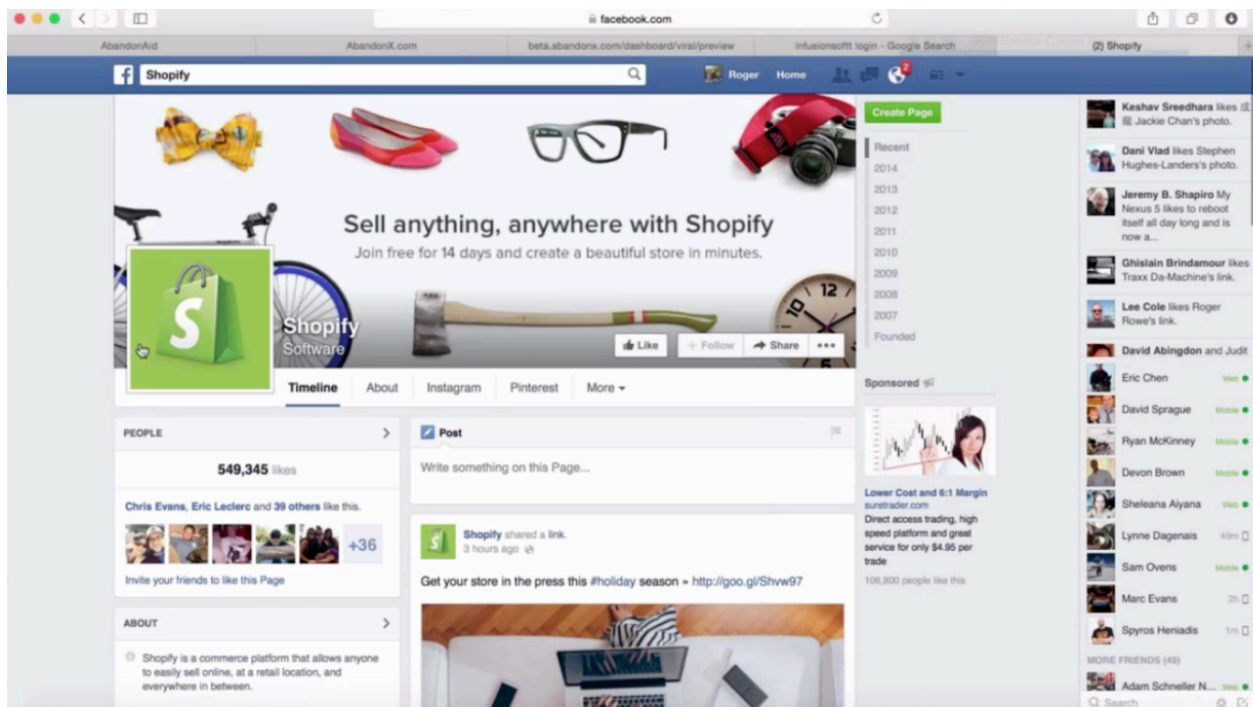 facebook.com
AbandonAid
AbandonX.com
beta.abandonx.com/dashboard/viral/preview
infusionsoftt login - Google Search
(2) Shopify
Shopify
Roger
Home
2
Sell anything, anywhere with Shopify
Join free for 14 days and create a beautiful store in minutes.
12
10
S
Shopify
Software
Like
+ Follow
Share
Timeline
About
Instagram
Pinterest
More
PEOPLE
549,345 likes
Chris Evans, Eric Leclerc and 39 others like this.
+36
Invite your friends to like this Page
ABOUT
Shopify is a commerce platform that allows anyone
to easily sell online, at a retail location, and
everywhere in between.
Post
Write something on this Page...
Shopify shared a link.
3 hours ago
Get your store in the press this #holiday season » http://goo.gl/Shvw97
Create Page
Recent
2014
2013
2012
2011
2010
2009
2008
2007
Founded
Sponsored
Lower Cost and 6:1 Margin
suretrader.com
Direct access trading, high
speed platform and great
service for only $4.95 per
trade
106,800 people like this
Keshav Sreedhara likes
Jackie Chan's photo.
Dani Vlad likes Stephen
Hughes-Landers's photo.
Jeremy B. Shapiro My
Nexus 5 likes to reboot
itself all day long and is
now a...
Ghislain Brindamour likes
Traxx Da-Machine's link.
Lee Cole likes Roger
Rowe's link.
David Abingdon and Judit
Eric Chen Web
David Sprague Mobile
Ryan McKinney Mobile
Devon Brown Mobile
Sheleana Aiyana Web
Lynne Dagenais 49m
Sam Ovens Mobile
Marc Evans 2h
Spyros Heniadis 1m
MORE FRIENDS (49)
Adam Schneller N... Web
Search